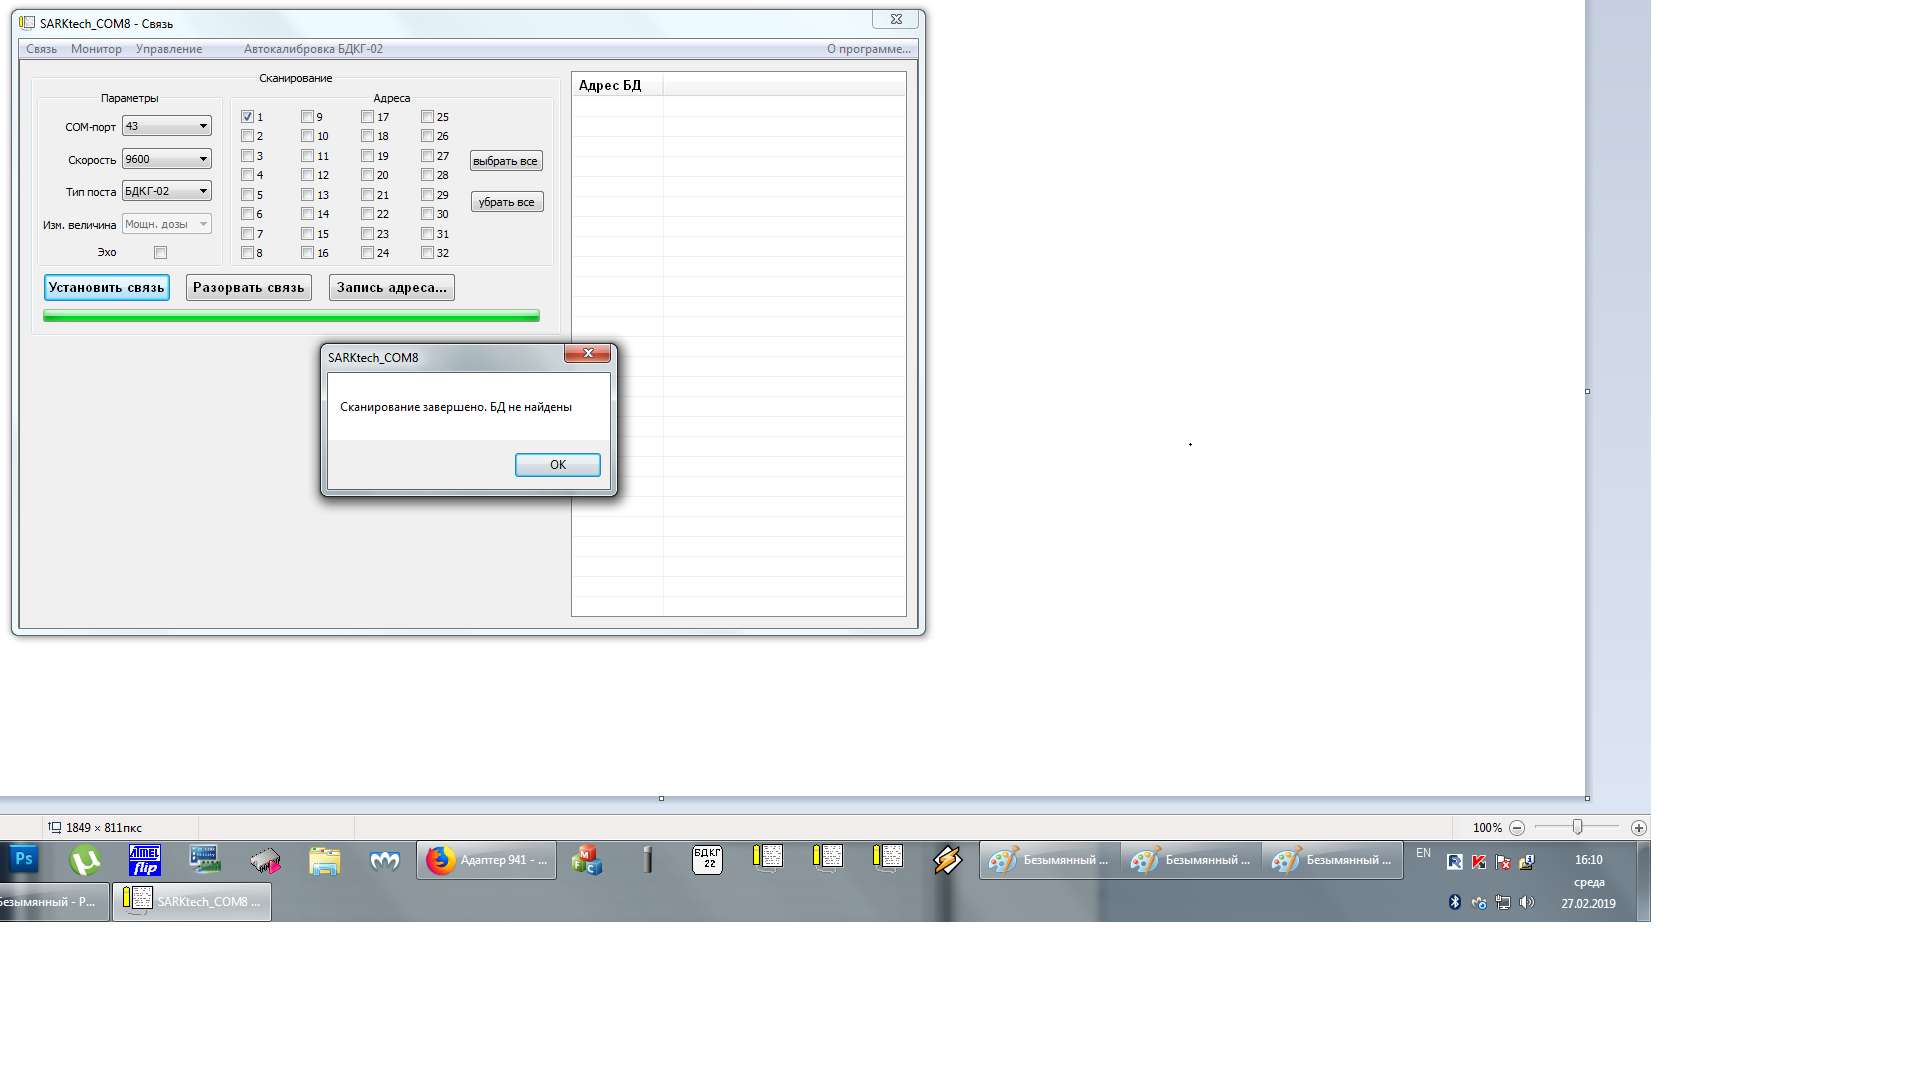 SARKtech_COM8 - Связь
Связь Монитор Управление Автокалибровка БДКГ-02 О программе...
Сканирование
Параметры
COM-порт 43
Скорость 9600
Тип поста БДКГ-02
Изм. величина Мощн. дозы
Эхо
Адреса
1 9 17 25
2 10 18 26
3 11 19 27
4 12 20 28
5 13 21 29
6 14 22 30
7 15 23 31
8 16 24 32
выбрать все
убрать все
Установить связь Разорвать связь Запись адреса...
Адрес БД
SARKtech_COM8
Сканирование завершено. БД не найдены
OK
1849 × 811пкс 100%
Ps
ATMEL
flip
Адаптер 941 - ...
БДКГ
22
Безымянный ... Безымянный ... Безымянный ...
EN
16:10
среда
27.02.2019
Безымянный - P... SARKtech_COM8 ...